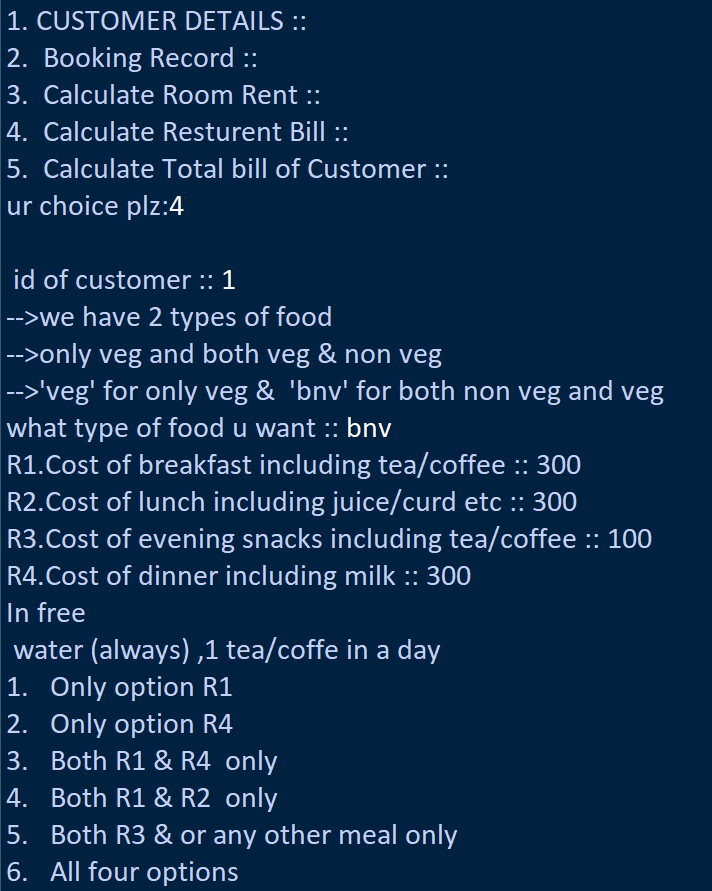 1. CUSTOMER DETAILS ::
2.  Booking Record ::
3.  Calculate Room Rent ::
4.  Calculate Resturent Bill ::
5.  Calculate Total bill of Customer ::
ur choice plz:4
id of customer :: 1
-->we have 2 types of food
-->only veg and both veg & non veg
-->'veg' for only veg &  'bnv' for both non veg and veg
what type of food u want :: bnv
R1.Cost of breakfast including tea/coffee :: 300
R2.Cost of lunch including juice/curd etc :: 300
R3.Cost of evening snacks including tea/coffee :: 100
R4.Cost of dinner including milk :: 300
In free
water (always) ,1 tea/coffe in a day
1.   Only option R1
2.   Only option R4
3.   Both R1 & R4  only
4.   Both R1 & R2  only
5.   Both R3 & or any other meal only
6.   All four options